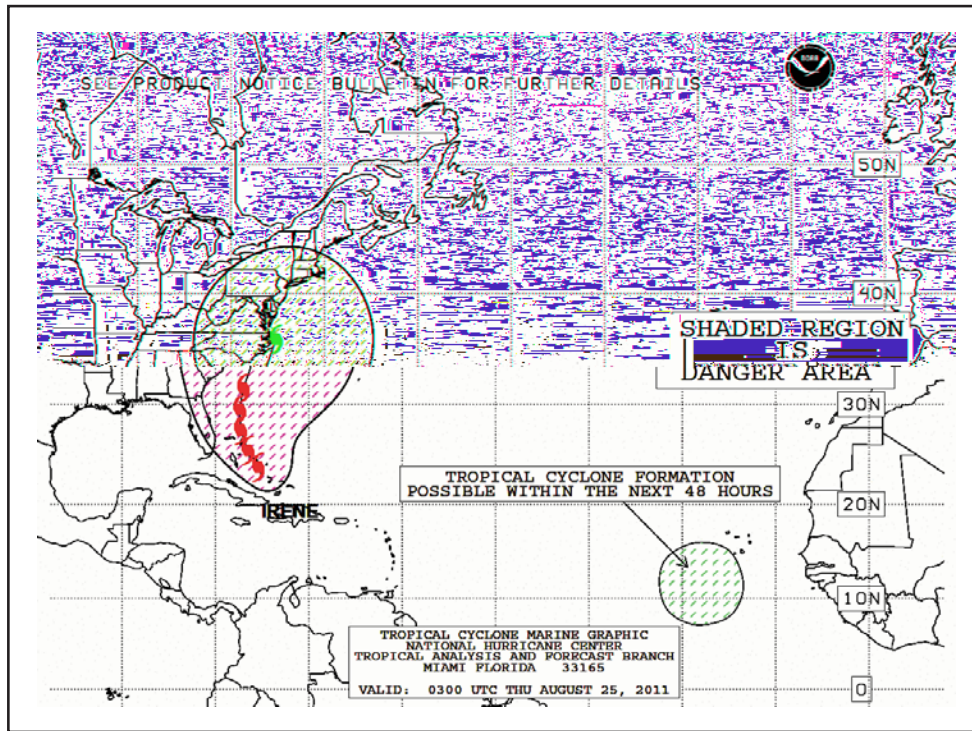 SEE PRODUCT NOTICE BULLETIN FOR FURTHER DETAILS
NOAA
50N
40N
SHADED REGION
IS
DANGER AREA
30N
TROPICAL CYCLONE FORMATION
POSSIBLE WITHIN THE NEXT 48 HOURS
20N
IRENE
10N
TROPICAL CYCLONE MARINE GRAPHIC
NATIONAL HURRICANE CENTER
TROPICAL ANALYSIS AND FORECAST BRANCH
MIAMI FLORIDA 33165
VALID: 0300 UTC THU AUGUST 25, 2011
0